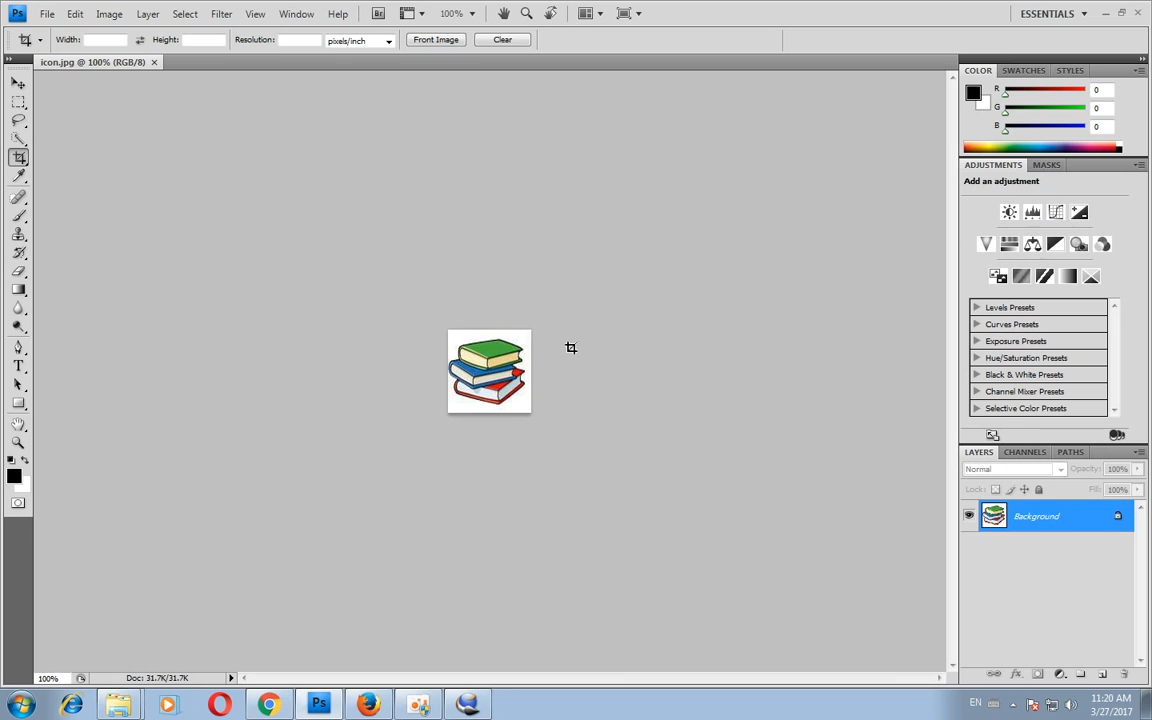 Ps File Edit Image Layer Select Filter View Window Help Br 100% ESSENTIALS
Width: Height: Resolution: pixels/inch Front Image Clear
icon.jpg @ 100% (RGB/8)
COLOR SWATCHES STYLES
R 0
G 0
B 0
ADJUSTMENTS MASKS
Add an adjustment
Levels Presets
Curves Presets
Exposure Presets
Hue/Saturation Presets
Black & White Presets
Channel Mixer Presets
Selective Color Presets
LAYERS CHANNELS PATHS
Normal Opacity: 100%
Lock: Fill: 100%
Background
100% Doc: 31.7K/31.7K
Ps EN 11:20 AM
3/27/2017